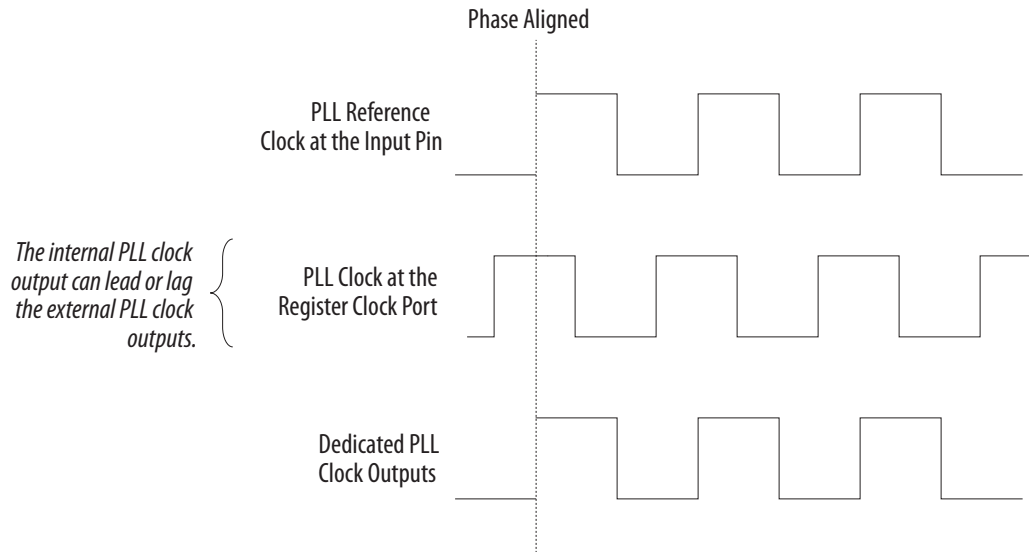 Phase Aligned
PLL Reference
Clock at the Input Pin
The internal PLL clock
output can lead or lag
the external PLL clock
outputs.
PLL Clock at the
Register Clock Port
Dedicated PLL
Clock Outputs